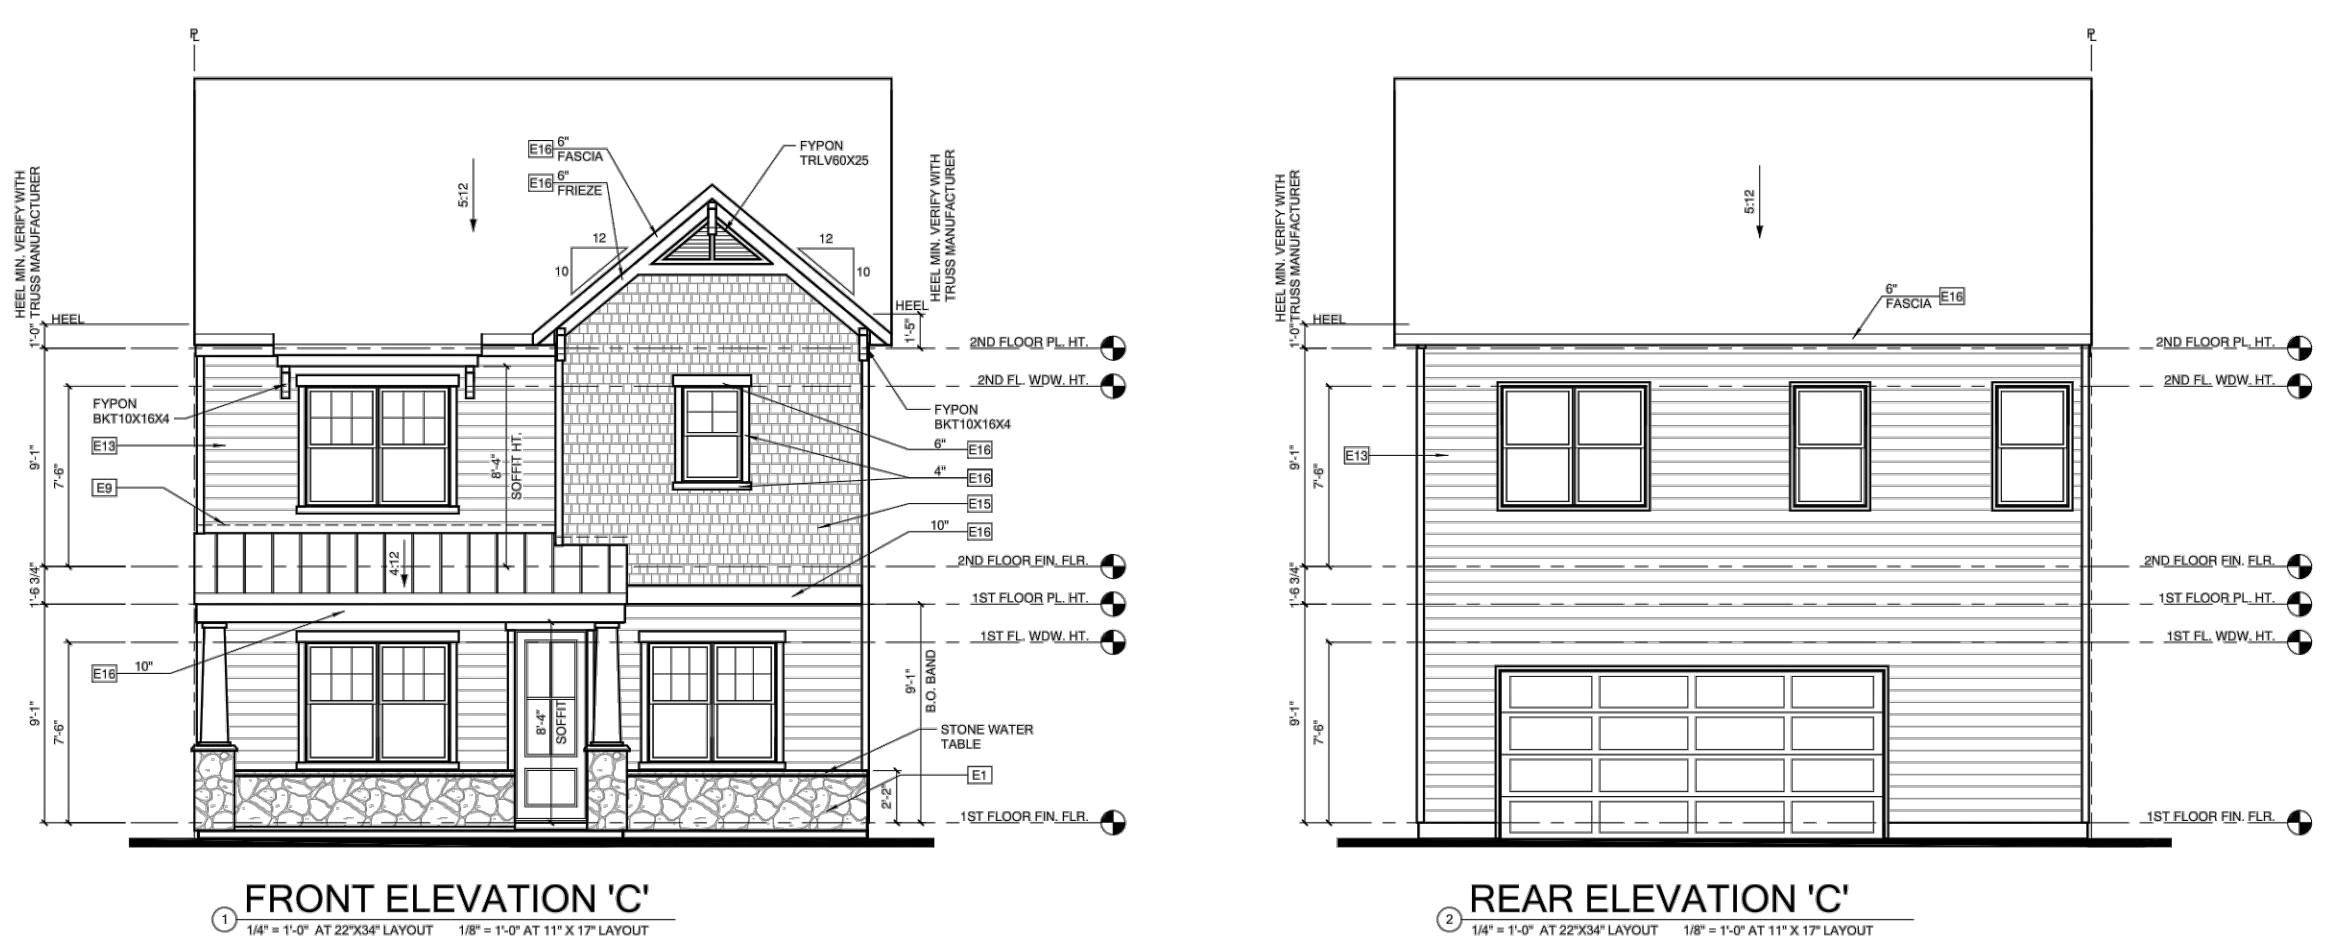 PL
HEEL MIN. VERIFY WITH
TRUSS MANUFACTURER
1'-0"
HEEL
5:12
E16 6"
FASCIA
E16 6"
FRIEZE
FYPON
TRLV60X25
12
10
12
10
HEEL MIN. VERIFY WITH
TRUSS MANUFACTURER
HEEL
1'-5"
2ND FLOOR PL. HT.
2ND FL. WDW. HT.
FYPON
BKT10X16X4
E13
E9
9'-1"
7'-6"
8'-4"
SOFFIT HT.
FYPON
BKT10X16X4
6" E16
4" E16
E15
10" E16
4:12
2ND FLOOR FIN. FLR.
1'-6 3/4"
1ST FLOOR PL. HT.
1ST FL. WDW. HT.
E16 10"
9'-1"
7'-6"
8'-4"
SOFFIT
9'-1"
B.O. BAND
STONE WATER
TABLE
E1
2'-2"
1ST FLOOR FIN. FLR.
1 FRONT ELEVATION 'C'
1/4" = 1'-0" AT 22"X34" LAYOUT 1/8" = 1'-0" AT 11" X 17" LAYOUT
PL
HEEL MIN. VERIFY WITH
TRUSS MANUFACTURER
1'-0"
HEEL
5:12
6"
FASCIA E16
2ND FLOOR PL. HT.
2ND FL. WDW. HT.
E13
9'-1"
7'-6"
2ND FLOOR FIN. FLR.
1'-6 3/4"
1ST FLOOR PL. HT.
1ST FL. WDW. HT.
9'-1"
7'-6"
1ST FLOOR FIN. FLR.
2 REAR ELEVATION 'C'
1/4" = 1'-0" AT 22"X34" LAYOUT 1/8" = 1'-0" AT 11" X 17" LAYOUT